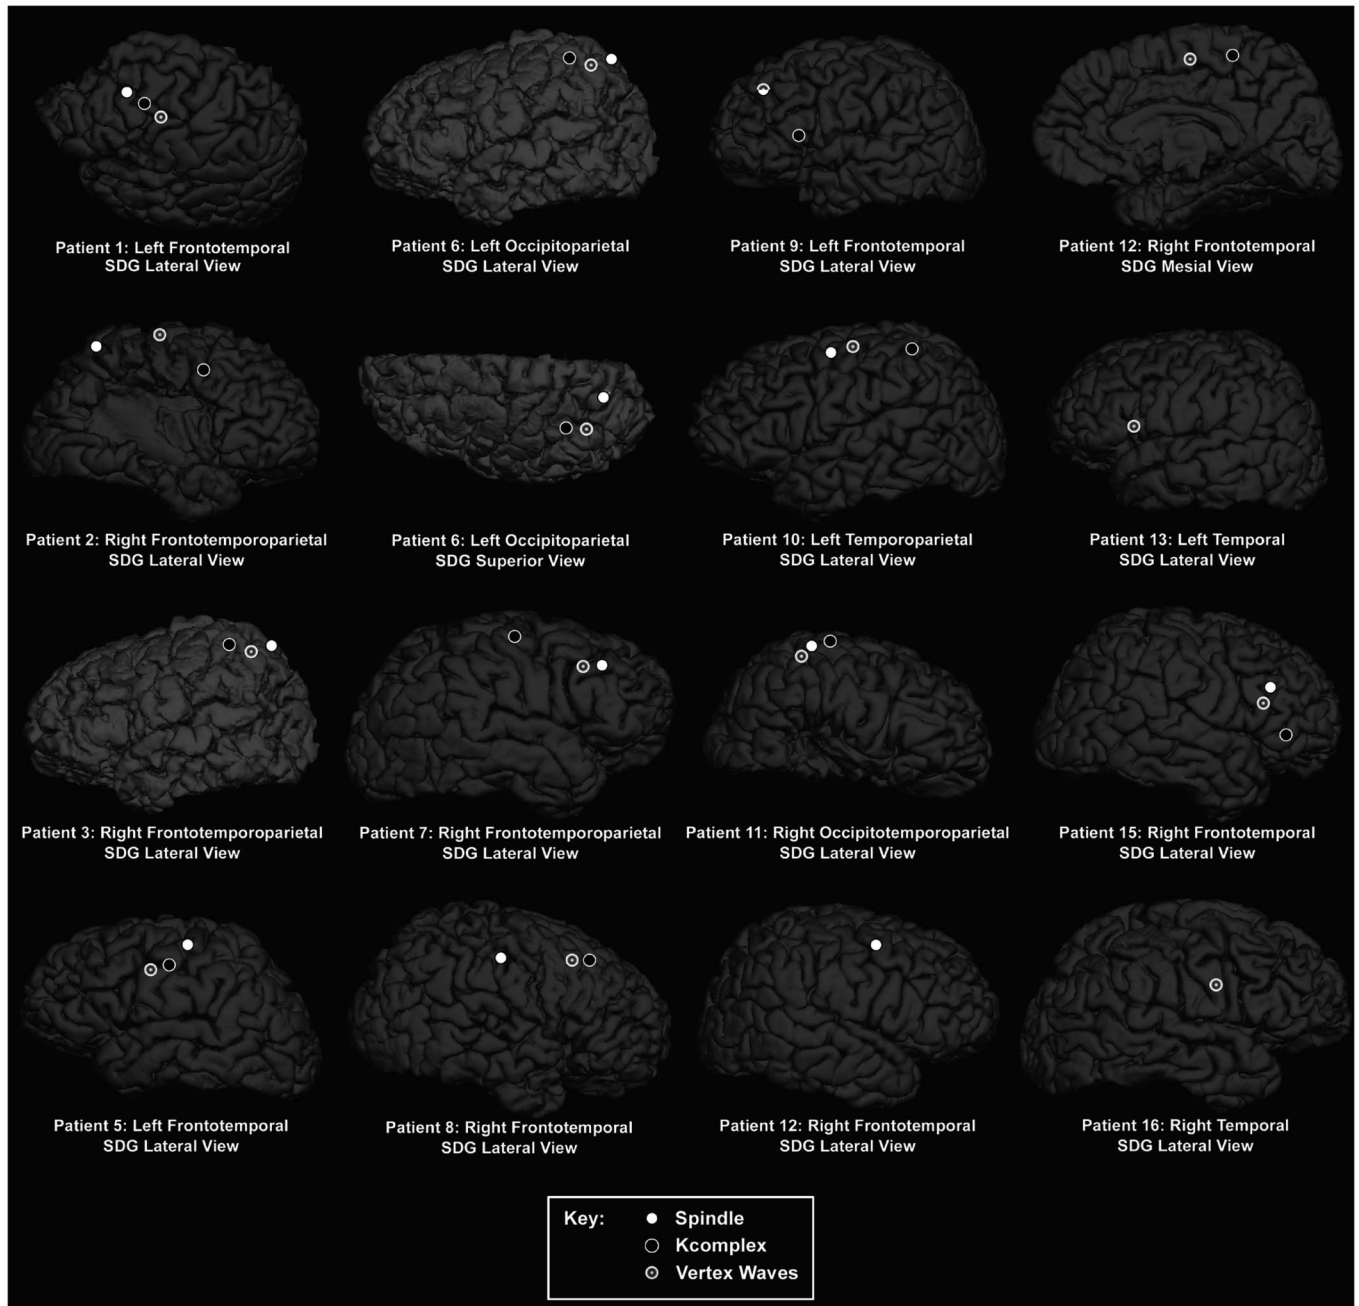 Patient 1: Left Frontotemporal
SDG Lateral View
Patient 6: Left Occipitoparietal
SDG Lateral View
Patient 9: Left Frontotemporal
SDG Lateral View
Patient 12: Right Frontotemporal
SDG Mesial View
Patient 2: Right Frontotemporoparietal
SDG Lateral View
Patient 6: Left Occipitoparietal
SDG Superior View
Patient 10: Left Temporoparietal
SDG Lateral View
Patient 13: Left Temporal
SDG Lateral View
Patient 3: Right Frontotemporoparietal
SDG Lateral View
Patient 7: Right Frontotemporoparietal
SDG Lateral View
Patient 11: Right Occipitotemporoparietal
SDG Lateral View
Patient 15: Right Frontotemporal
SDG Lateral View
Patient 5: Left Frontotemporal
SDG Lateral View
Patient 8: Right Frontotemporal
SDG Lateral View
Patient 12: Right Frontotemporal
SDG Lateral View
Patient 16: Right Temporal
SDG Lateral View
Key: Spindle
Kcomplex
Vertex Waves